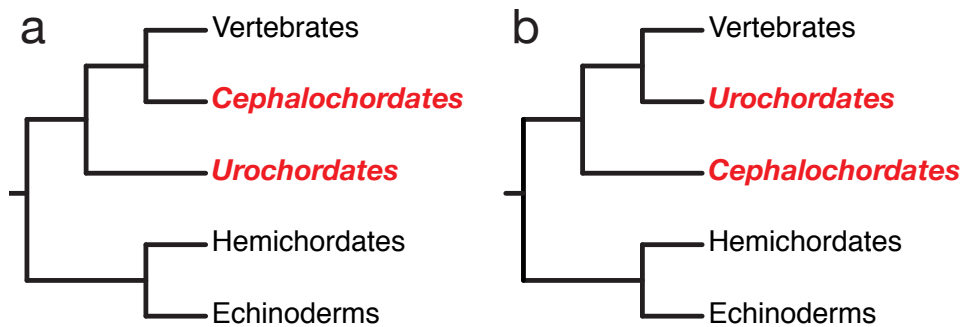 a
Vertebrates
Cephalochordates
Urochordates
Hemichordates
Echinoderms
b
Vertebrates
Urochordates
Cephalochordates
Hemichordates
Echinoderms